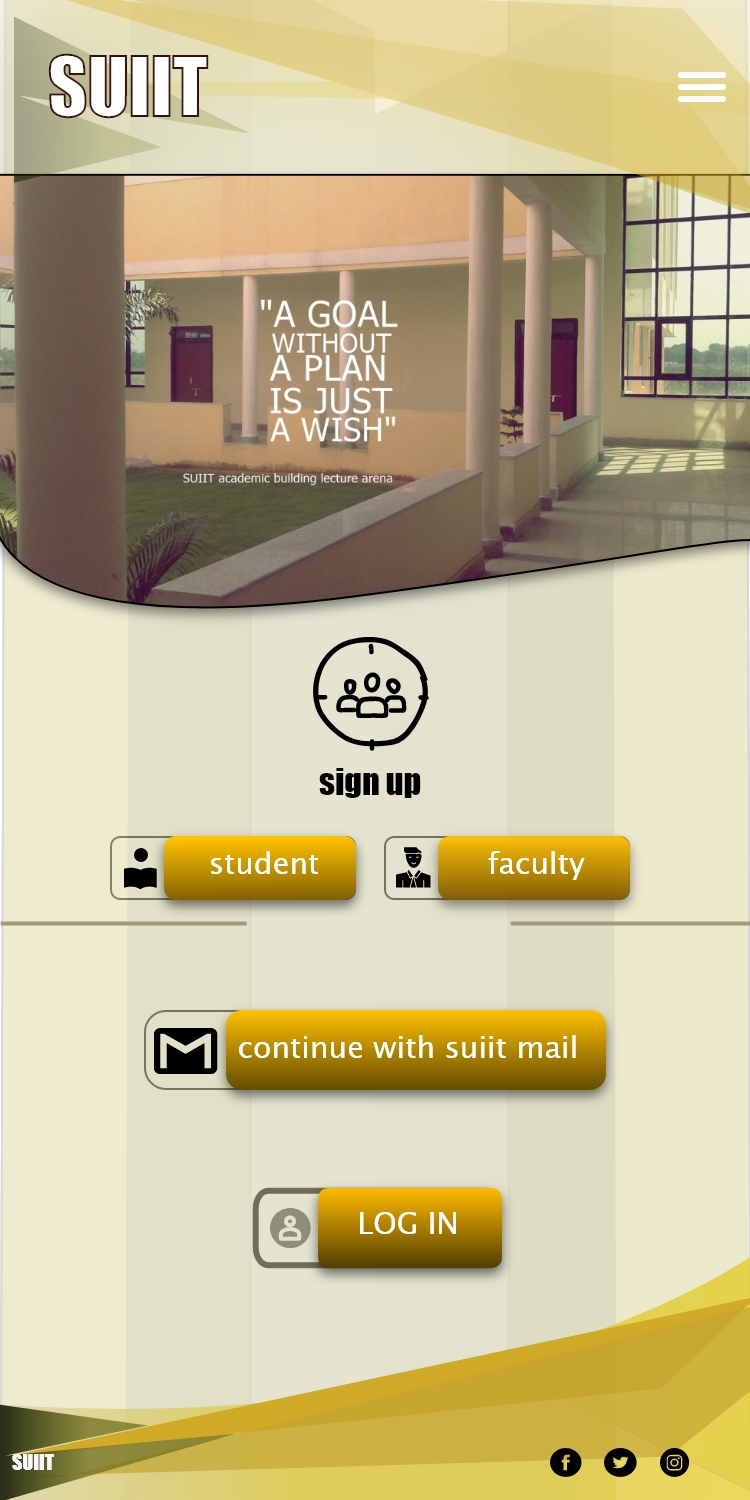 SUIIT
"A GOAL
WITHOUT
A PLAN
IS JUST
A WISH"
SUIIT academic building lecture arena
sign up
student
faculty
continue with suiit mail
LOG IN
SUIIT